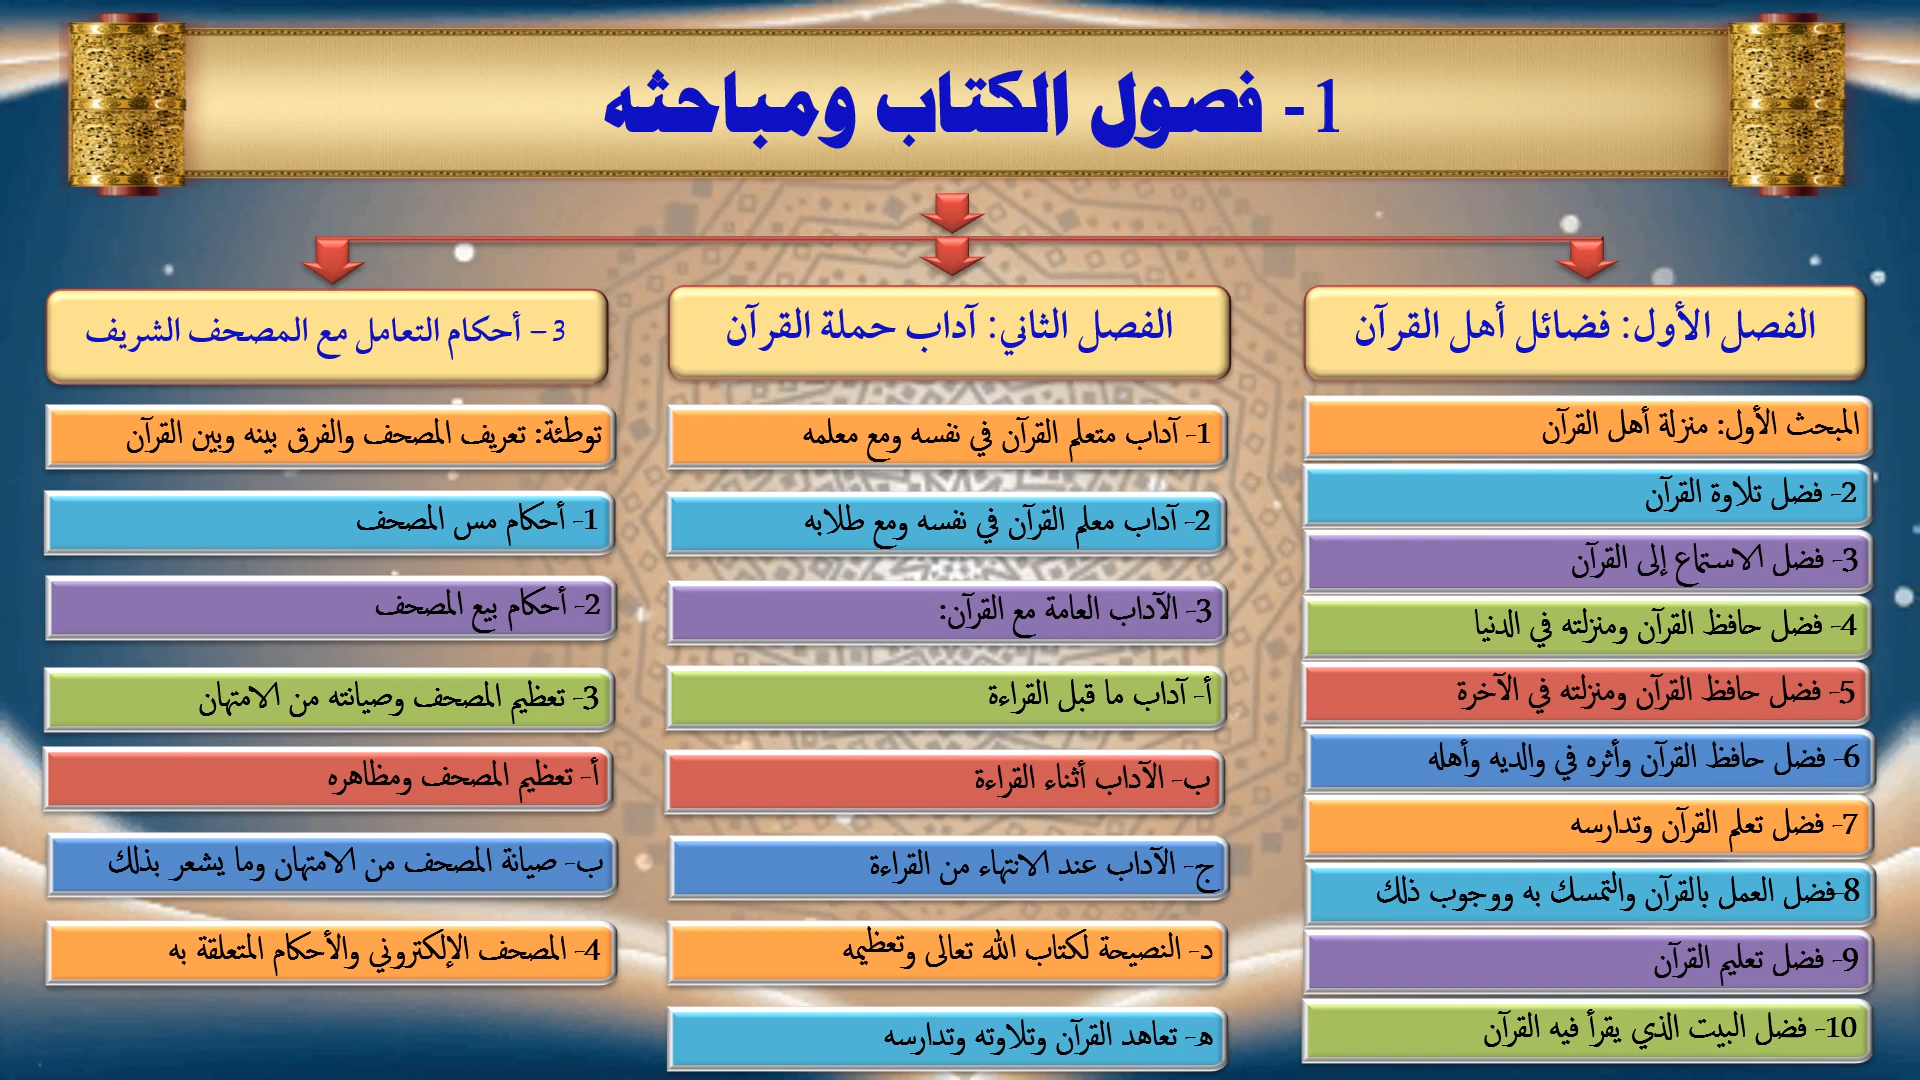 1- فصول الكتاب ومباحثه
الفصل الأول: فضائل أهل القرآن
المبحث الأول: منزلة أهل القرآن
2- فضل تلاوة القرآن
3- فضل الاستماع إلى القرآن
4- فضل حافظ القرآن ومنزلته في الدنيا
5- فضل حافظ القرآن ومنزلته في الآخرة
6- فضل حافظ القرآن وأثره في والديه وأهله
7- فضل تعلم القرآن وتدارسه
8-فضل العمل بالقرآن والتمسك به ووجوب ذلك
9- فضل تعليم القرآن
10- فضل البيت الذي يقرأ فيه القرآن
الفصل الثاني: آداب حملة القرآن
1- آداب متعلم القرآن في نفسه ومع معلمه
2- آداب معلم القرآن في نفسه ومع طلابه
3- الآداب العامة مع القرآن:
أ- آداب ما قبل القراءة
ب- الآداب أثناء القراءة
ج- الآداب عند الانتهاء من القراءة
د- النصيحة لكتاب الله تعالى وتعظيمه
ه- تعاهد القرآن وتلاوته وتدارسه
3 – أحكام التعامل مع المصحف الشريف
توطئة: تعريف المصحف والفرق بينه وبين القرآن
1- أحكام مس المصحف
2- أحكام بيع المصحف
3- تعظيم المصحف وصيانته من الامتهان
أ- تعظيم المصحف ومظاهره
ب- صيانة المصحف من الامتهان وما يشعر بذلك
4- المصحف الإلكتروني والأحكام المتعلقة به